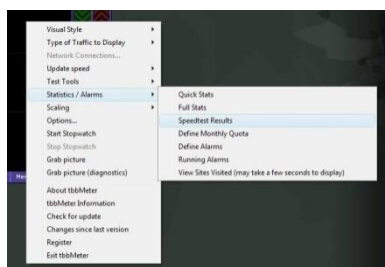 Visual Style
Type of Traffic to Display
Network Connections...
Update speed
Test Tools
Statistics / Alarms
Scaling
Options...
Start Stopwatch
Stop Stopwatch
Grab picture
Grab picture (diagnostics)
About tbbMeter
tbbMeter Information
Check for update
Changes since last version
Register
Exit tbbMeter
Quick Stats
Full Stats
Speedtest Results
Define Monthly Quota
Define Alarms
Running Alarms
View Sites Visited (may take a few seconds to display)